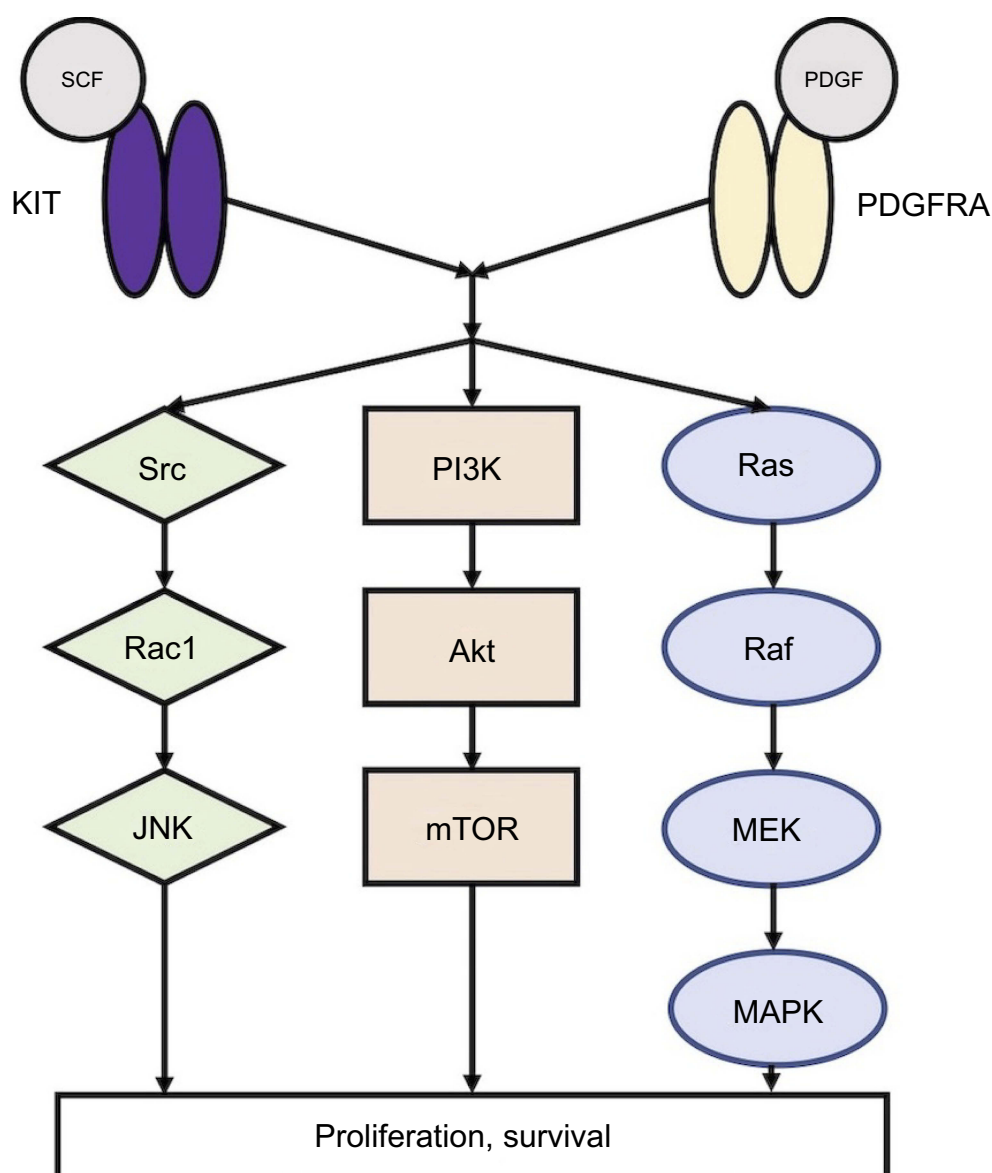 SCF
PDGF
KIT
PDGFRA
Src
PI3K
Ras
Rac1
Akt
Raf
JNK
mTOR
MEK
MAPK
Proliferation, survival